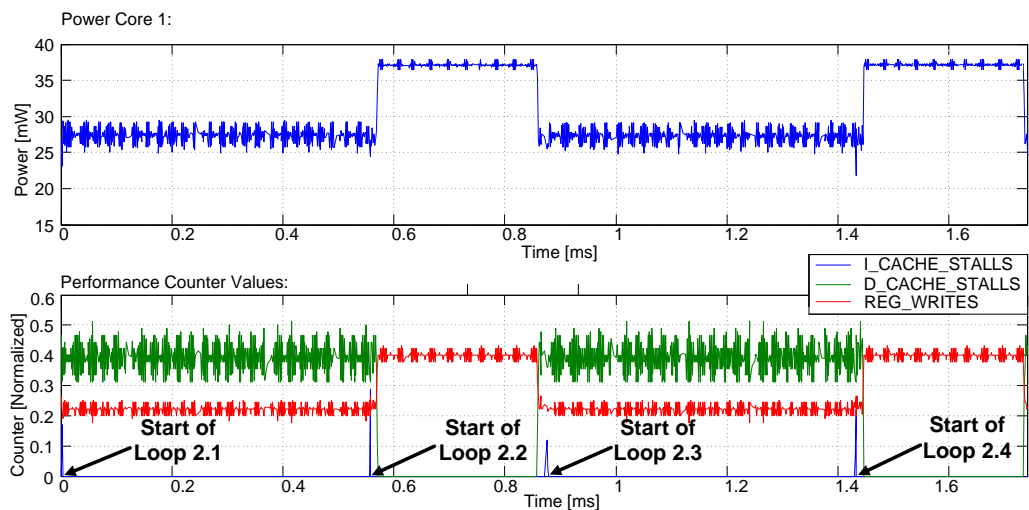 Power Core 1:
40
35
30
25
20
15
Power [mW]
0 0.2 0.4 0.6 0.8 1 1.2 1.4 1.6
Time [ms]
Performance Counter Values:
I_CACHE_STALLS
D_CACHE_STALLS
REG_WRITES
0.6
0.5
0.4
0.3
0.2
0.1
0
Counter [Normalized]
Start of
Loop 2.1
Start of
Loop 2.2
Start of
Loop 2.3
Start of
Loop 2.4
0 0.2 0.4 0.6 0.8 1 1.2 1.4 1.6
Time [ms]